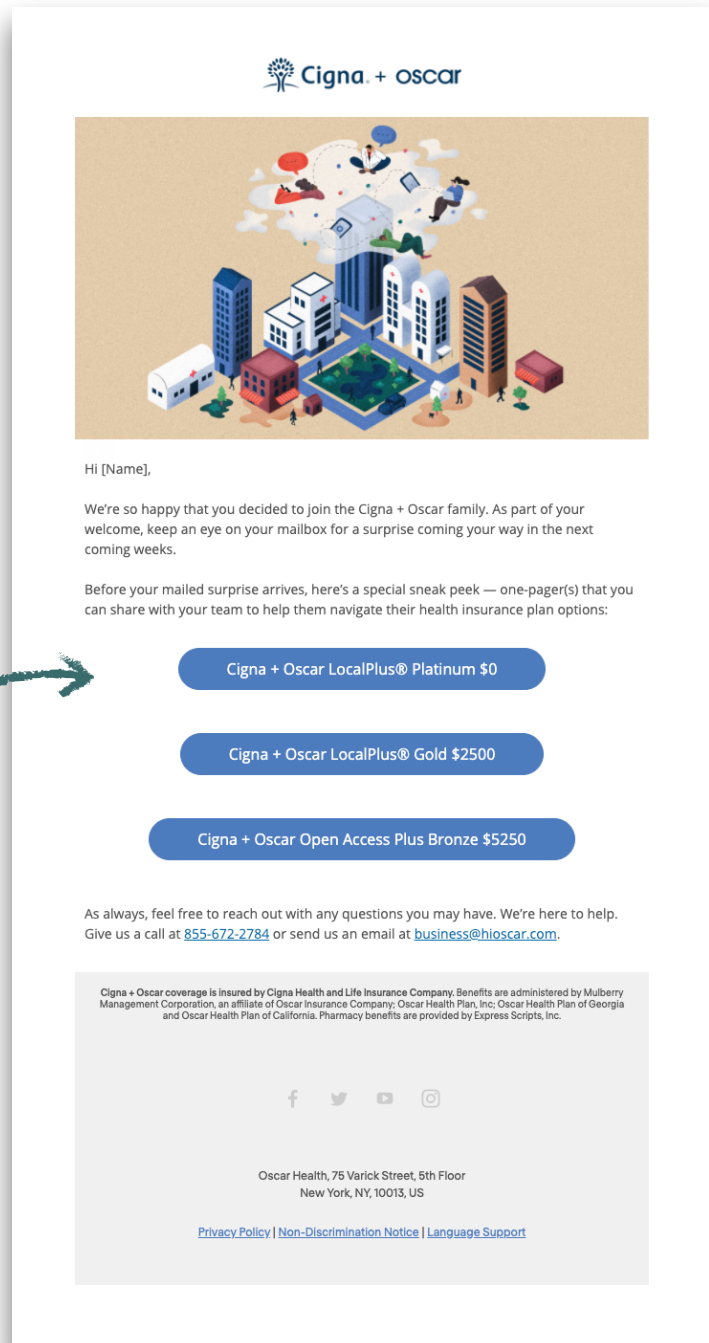 Cigna. + oscar
Hi [Name],
We’re so happy that you decided to join the Cigna + Oscar family. As part of your
welcome, keep an eye on your mailbox for a surprise coming your way in the next
coming weeks.
Before your mailed surprise arrives, here’s a special sneak peek — one-pager(s) that you
can share with your team to help them navigate their health insurance plan options:
Cigna + Oscar LocalPlus® Platinum $0
Cigna + Oscar LocalPlus® Gold $2500
Cigna + Oscar Open Access Plus Bronze $5250
As always, feel free to reach out with any questions you may have. We’re here to help.
Give us a call at 855-672-2784 or send us an email at business@hioscar.com.
Cigna + Oscar coverage is insured by Cigna Health and Life Insurance Company. Benefits are administered by Mulberry
Management Corporation, an affiliate of Oscar Insurance Company; Oscar Health Plan, Inc; Oscar Health Plan of Georgia
and Oscar Health Plan of California. Pharmacy benefits are provided by Express Scripts, Inc.
Oscar Health, 75 Varick Street, 5th Floor
New York, NY, 10013, US
Privacy Policy | Non-Discrimination Notice | Language Support